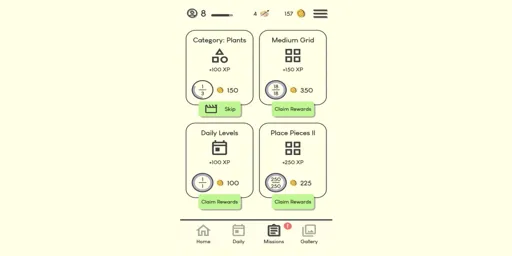 8
4
157
Category: Plants
+100 XP
1
3
150
Skip
Medium Grid
+150 XP
18
18
350
Claim Rewards
Daily Levels
+100 XP
1
1
100
Claim Rewards
Place Pieces II
+250 XP
250
250
225
Claim Rewards
Home
Daily
Missions
Gallery